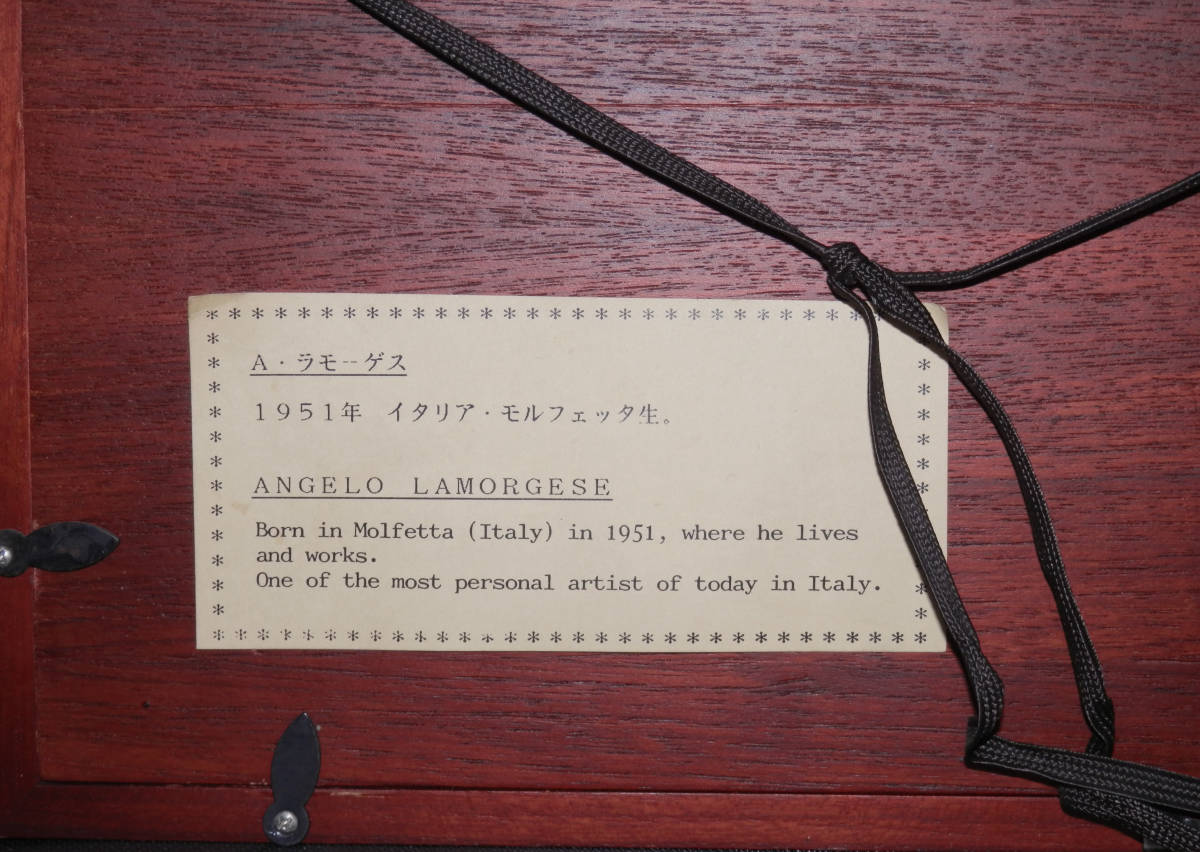 A・ラモーゲス
1951年　イタリア・モルフェッタ生。
ANGELO LAMORGESE
Born in Molfetta (Italy) in 1951, where he lives
and works.
One of the most personal artist of today in Italy.